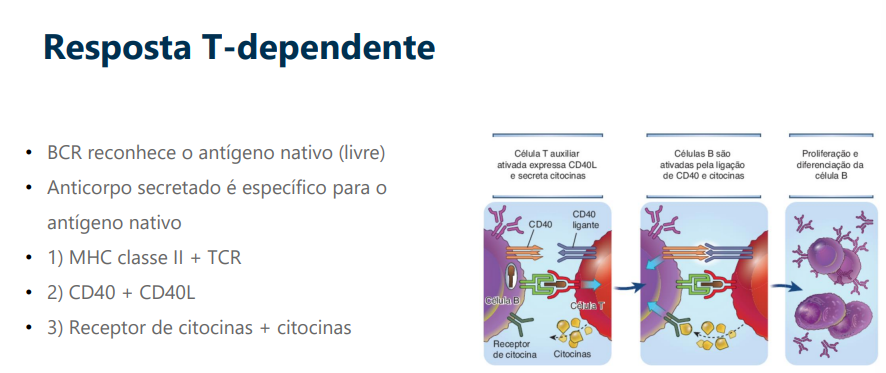 Resposta T-dependente
• BCR reconhece o antígeno nativo (livre)
• Anticorpo secretado é específico para o
antígeno nativo
• 1) MHC classe II + TCR
• 2) CD40 + CD40L
• 3) Receptor de citocinas + citocinas
Célula T auxiliar
ativada expressa CD40L
e secreta citocinas
CD40
CD40
ligante
Célula B
Célula T
Receptor
de citocina
Citocinas
Células B são
ativadas pela ligação
de CD40 e citocinas
Proliferação e
diferenciação da
célula B